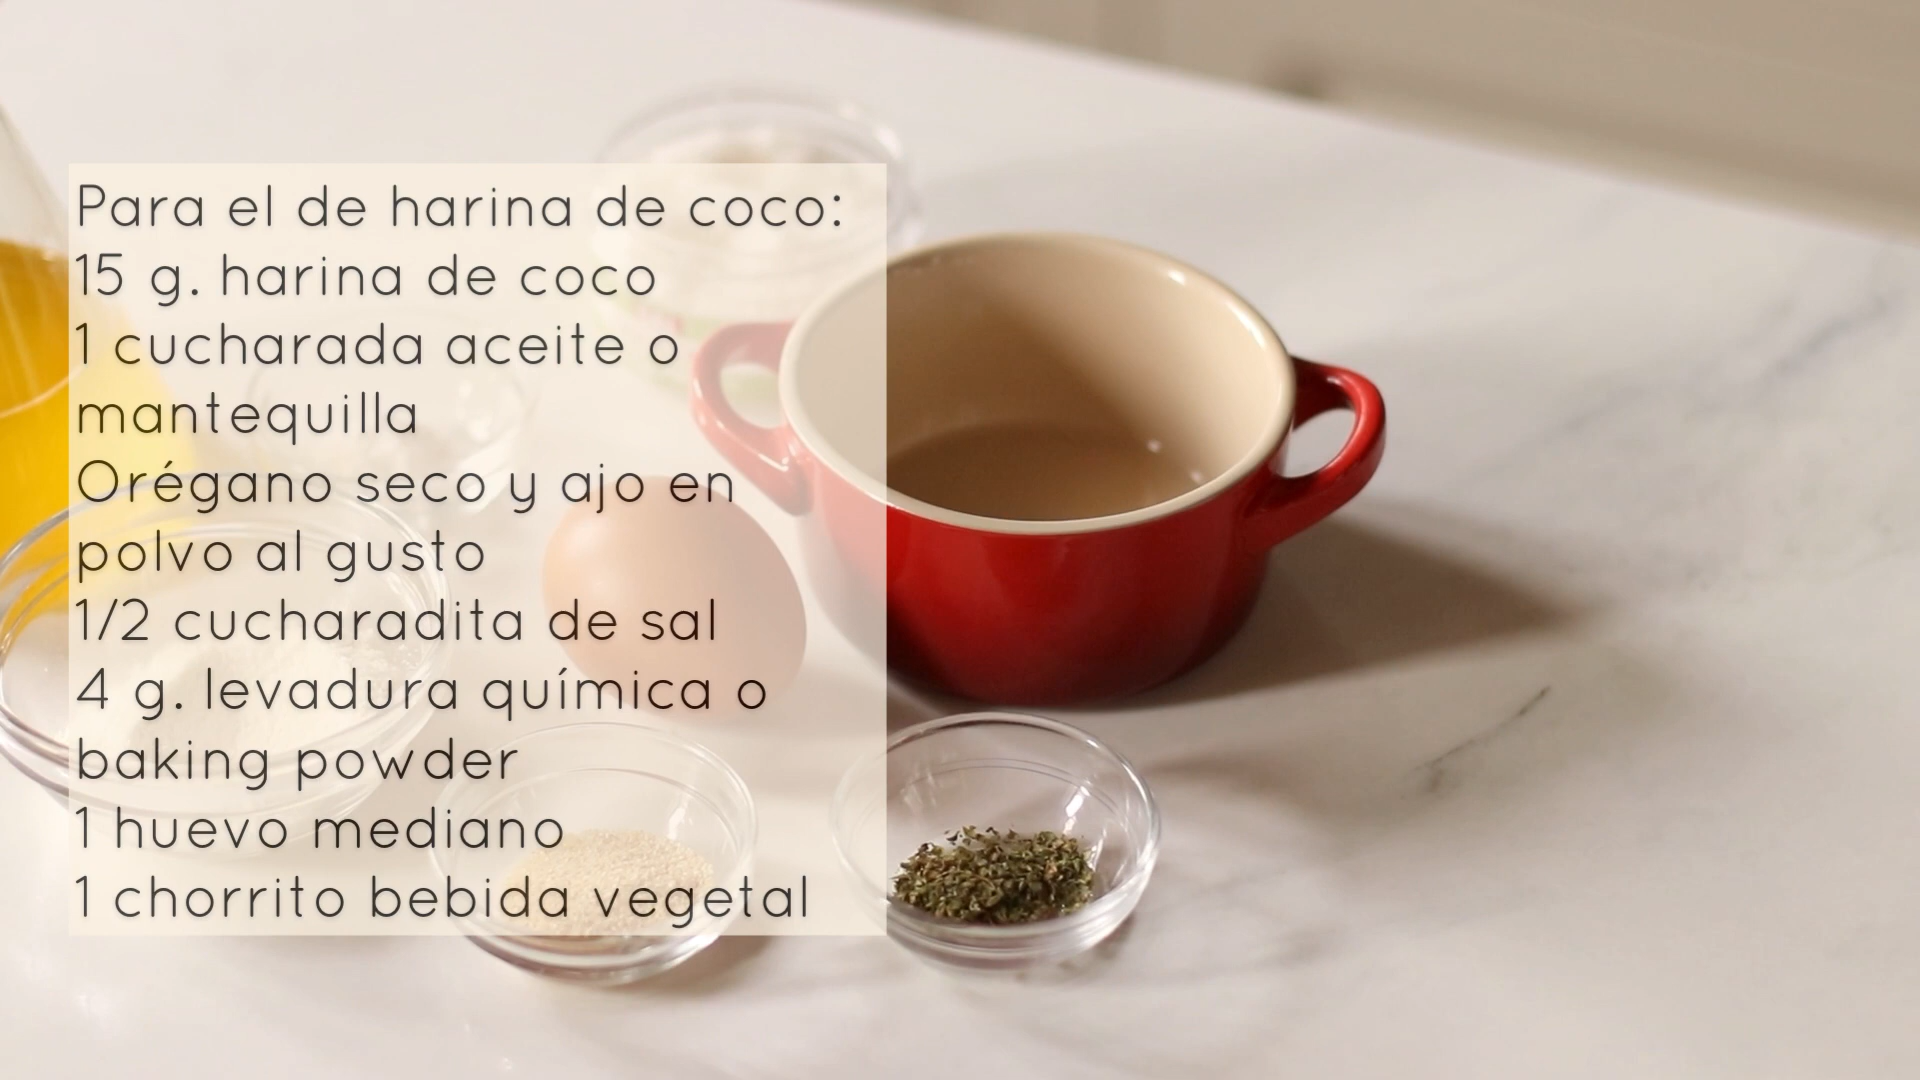 Para el de harina de coco:
15 g. harina de coco
1 cucharada aceite o
mantequilla
Orégano seco y ajo en
polvo al gusto
1/2 cucharadita de sal
4 g. levadura química o
baking powder
1 huevo mediano
1 chorrito bebida vegetal